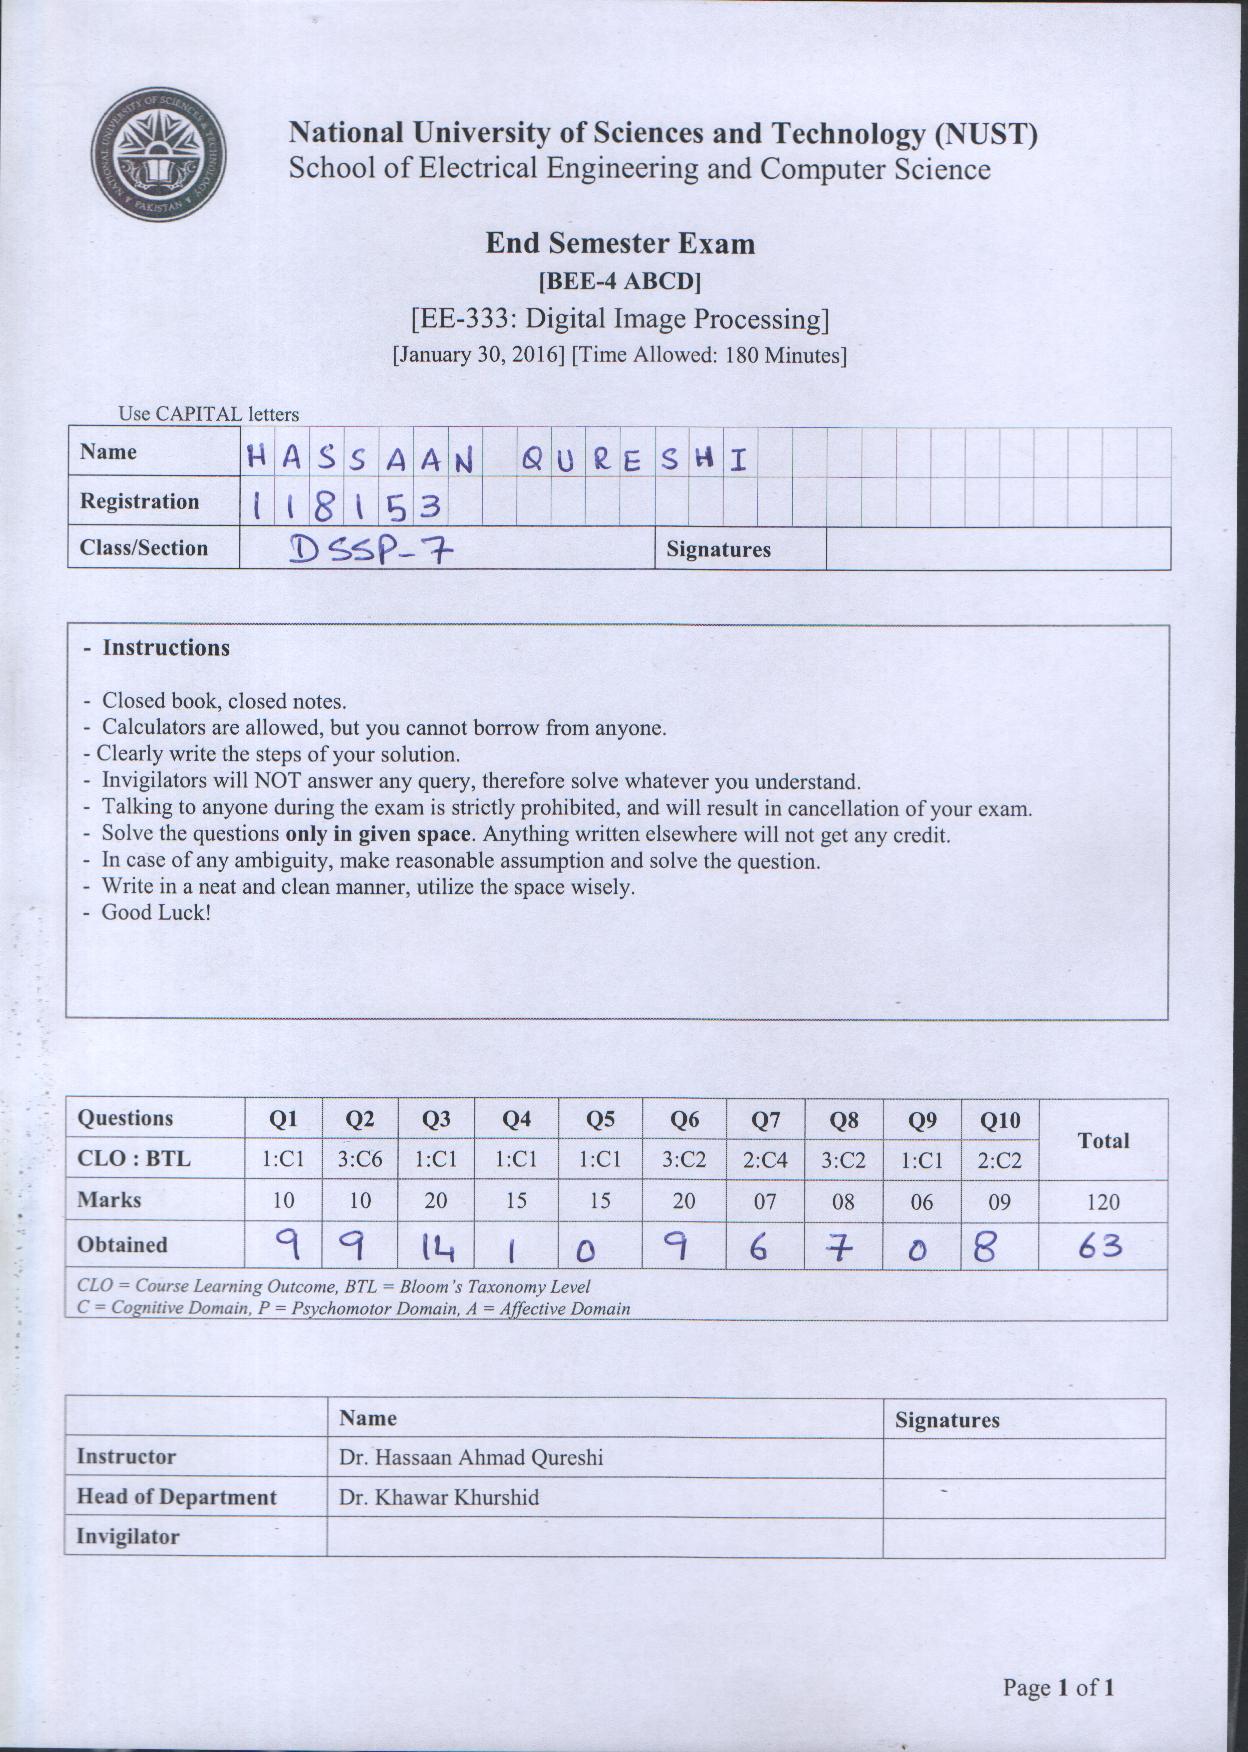 NATIONAL UNIVERSITY OF SCIENCES & TECHNOLOGY
PAKISTAN
National University of Sciences and Technology (NUST)
School of Electrical Engineering and Computer Science
End Semester Exam
[BEE-4 ABCD]
[EE-333: Digital Image Processing]
[January 30, 2016] [Time Allowed: 180 Minutes]
Use CAPITAL letters
Name HASSAAN QURESHI
Registration 118153
Class/Section DSSP-7 Signatures
- Instructions
- Closed book, closed notes.
- Calculators are allowed, but you cannot borrow from anyone.
- Clearly write the steps of your solution.
- Invigilators will NOT answer any query, therefore solve whatever you understand.
- Talking to anyone during the exam is strictly prohibited, and will result in cancellation of your exam.
- Solve the questions only in given space. Anything written elsewhere will not get any credit.
- In case of any ambiguity, make reasonable assumption and solve the question.
- Write in a neat and clean manner, utilize the space wisely.
- Good Luck!
Questions Q1 Q2 Q3 Q4 Q5 Q6 Q7 Q8 Q9 Q10 Total
CLO : BTL 1:C1 3:C6 1:C1 1:C1 1:C1 3:C2 2:C4 3:C2 1:C1 2:C2
Marks 10 10 20 15 15 20 07 08 06 09 120
Obtained 9 9 14 1 0 9 6 7 0 8 63
CLO = Course Learning Outcome, BTL = Bloom's Taxonomy Level
C = Cognitive Domain, P = Psychomotor Domain, A = Affective Domain
Name Signatures
Instructor Dr. Hassaan Ahmad Qureshi
Head of Department Dr. Khawar Khurshid
Invigilator
Page 1 of 1